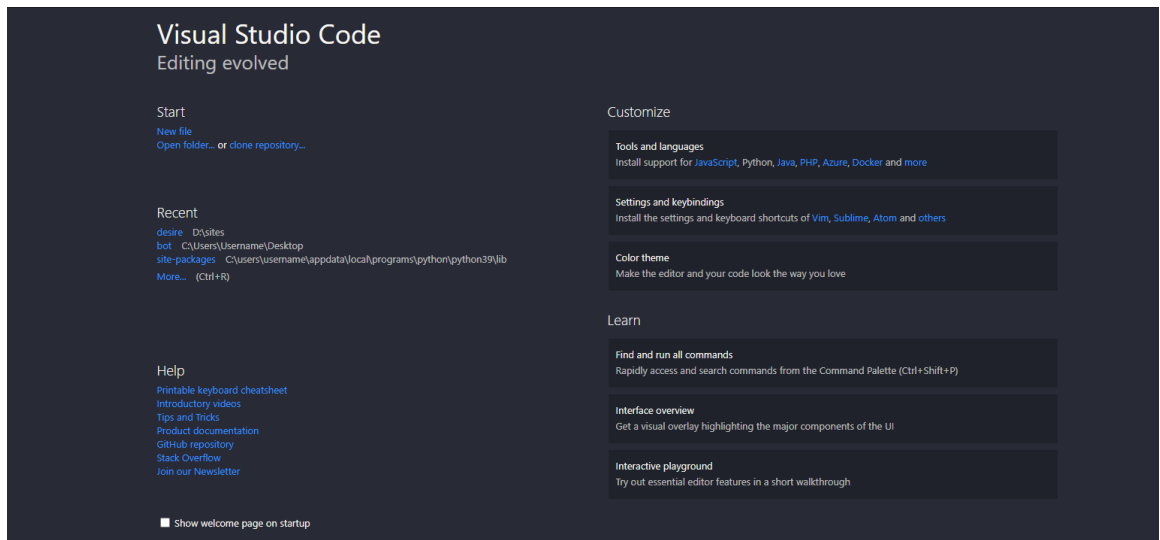 Visual Studio Code
Editing evolved
Start
New file
Open folder... or clone repository...
Recent
desire D:\sites
bot C:\Users\Username\Desktop
site-packages C:\users\username\appdata\local\programs\python\python39\lib
More... (Ctrl+R)
Help
Printable keyboard cheatsheet
Introductory videos
Tips and Tricks
Product documentation
GitHub repository
Stack Overflow
Join our Newsletter
Show welcome page on startup
Customize
Tools and languages
Install support for JavaScript, Python, Java, PHP, Azure, Docker and more
Settings and keybindings
Install the settings and keyboard shortcuts of Vim, Sublime, Atom and others
Color theme
Make the editor and your code look the way you love
Learn
Find and run all commands
Rapidly access and search commands from the Command Palette (Ctrl+Shift+P)
Interface overview
Get a visual overlay highlighting the major components of the UI
Interactive playground
Try out essential editor features in a short walkthrough